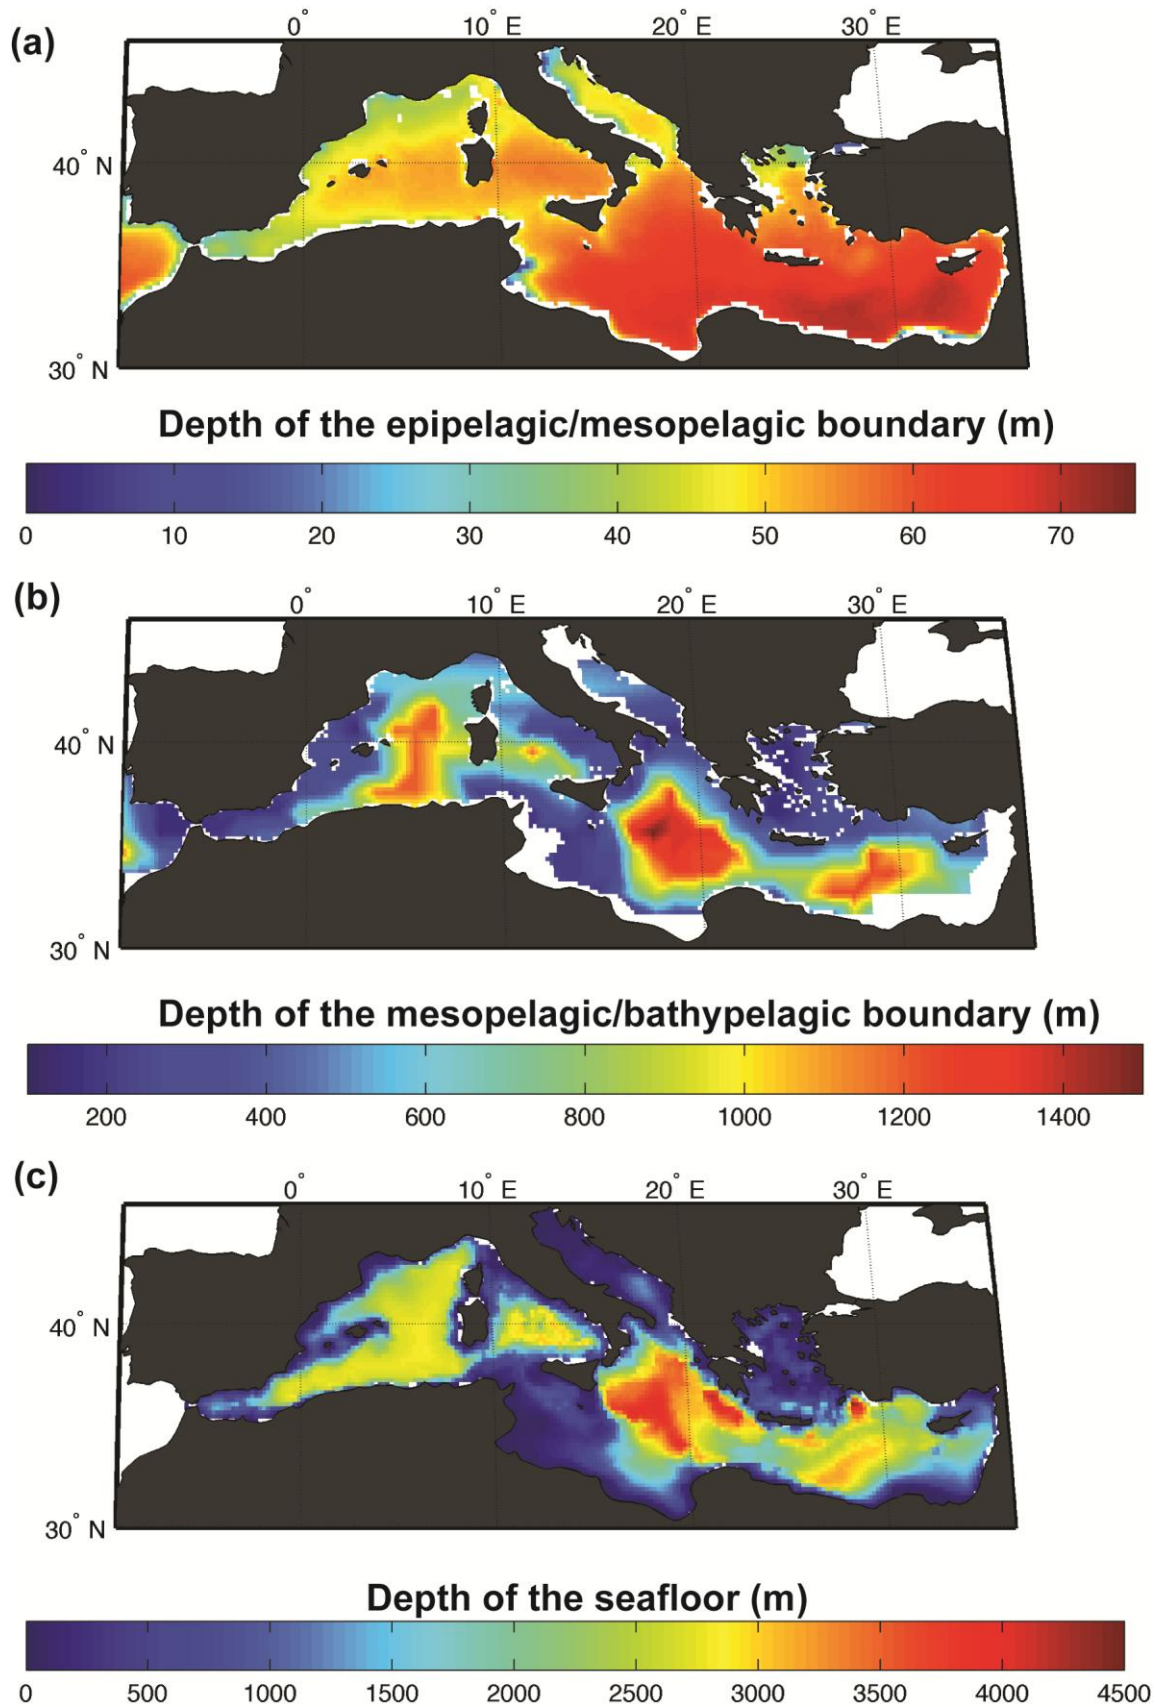 (a)
0° 10° E 20° E 30° E
40° N
30° N
Depth of the epipelagic/mesopelagic boundary (m)
0 10 20 30 40 50 60 70
(b)
0° 10° E 20° E 30° E
40° N
30° N
Depth of the mesopelagic/bathypelagic boundary (m)
200 400 600 800 1000 1200 1400
(c)
0° 10° E 20° E 30° E
40° N
30° N
Depth of the seafloor (m)
0 500 1000 1500 2000 2500 3000 3500 4000 4500